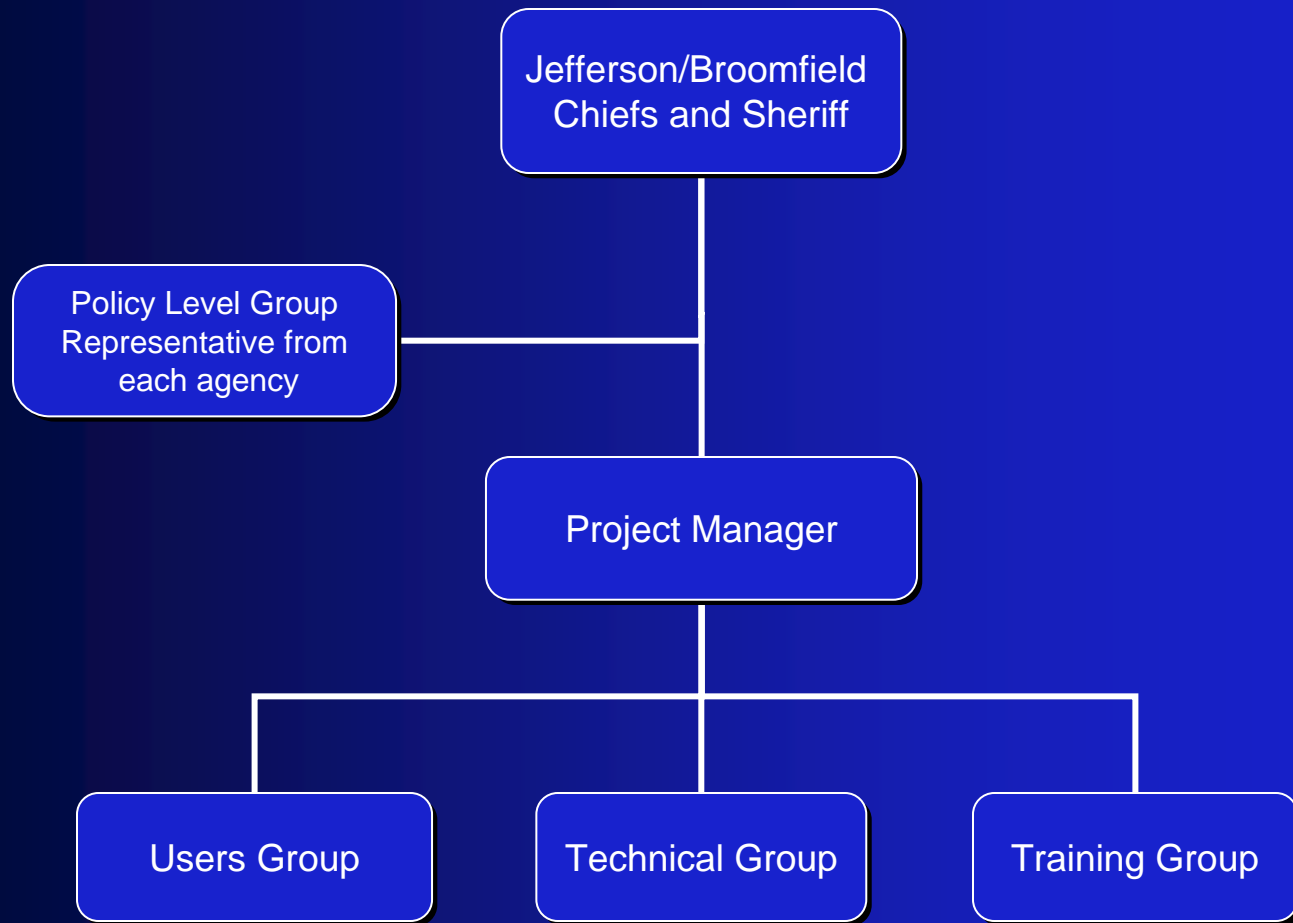 Jefferson/Broomfield
Chiefs and Sheriff
Policy Level Group
Representative from
each agency
Project Manager
Users Group
Technical Group
Training Group